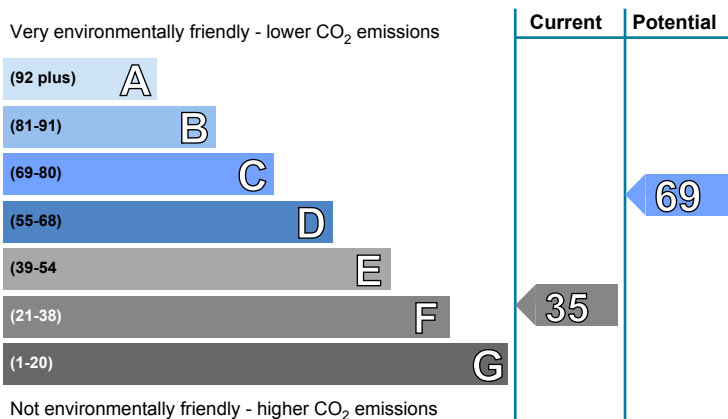 Current Potential
Very environmentally friendly - lower CO2 emissions
(92 plus) A
(81-91) B
(69-80) C
69
(55-68) D
(39-54 E
(21-38) F
35
(1-20) G
Not environmentally friendly - higher CO2 emissions